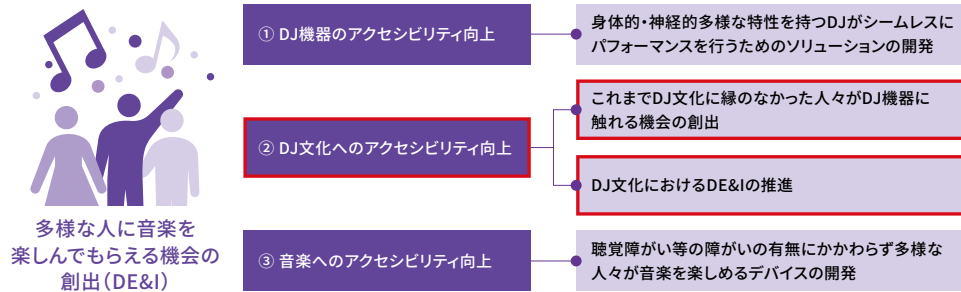 ① DJ機器のアクセシビリティ向上
身体的・神経的多様な特性を持つDJがシームレスに
パフォーマンスを行うためのソリューションの開発
② DJ文化へのアクセシビリティ向上
これまでDJ文化に縁のなかった人々がDJ機器に
触れる機会の創出
DJ文化におけるDE&Iの推進
③ 音楽へのアクセシビリティ向上
聴覚障がい等の障がいの有無にかかわらず多様な
人々が音楽を楽しめるデバイスの開発
多様な人に音楽を
楽しんでもらえる機会の
創出(DE&I)